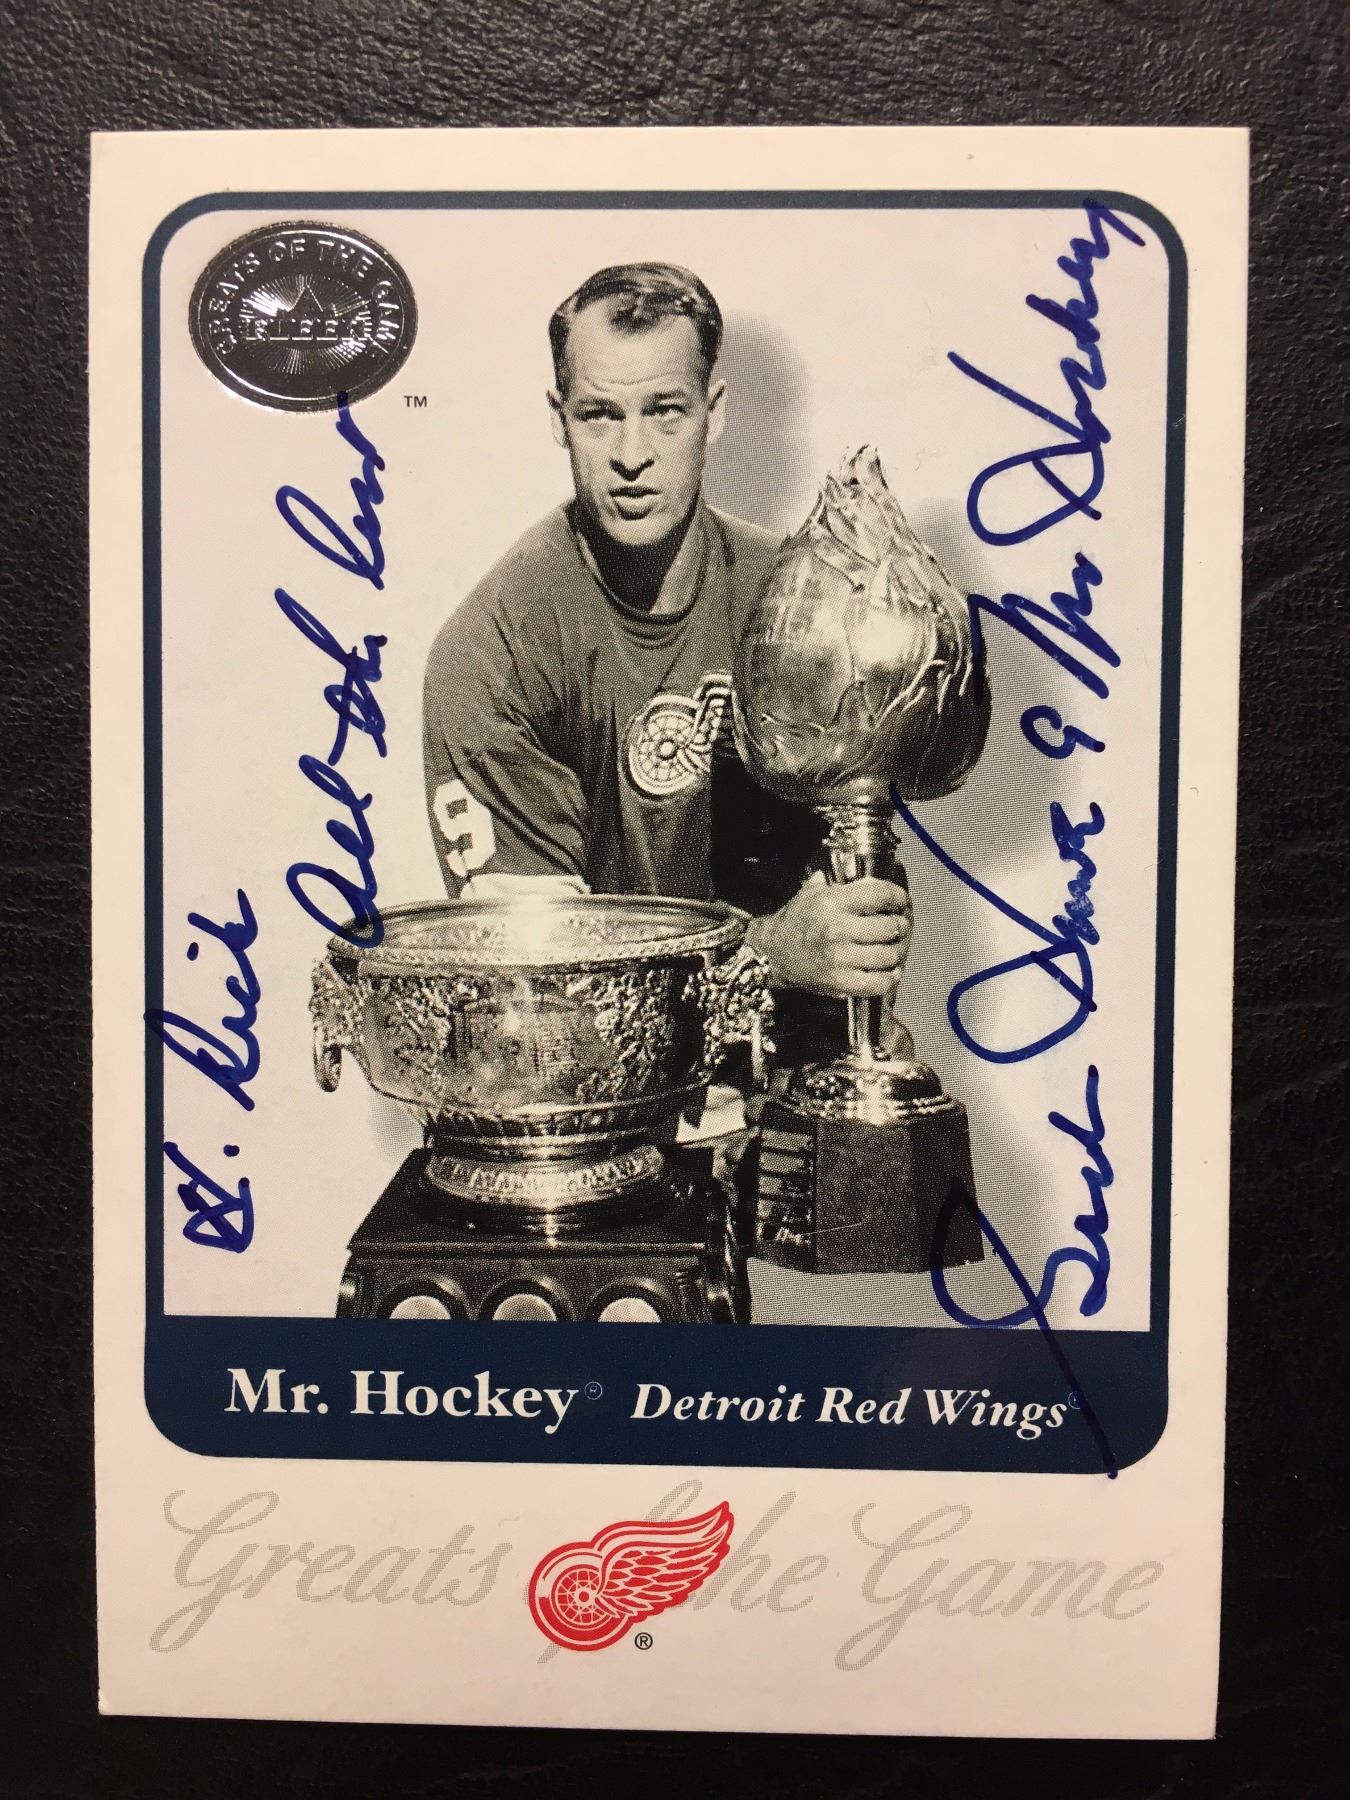 GREATS OF THE GAME
FLEER
TM
To Rick
All the best
Gordie Howe 9 Mr Hockey
9
Mr. Hockey® Detroit Red Wings®
Greats of the Game
®